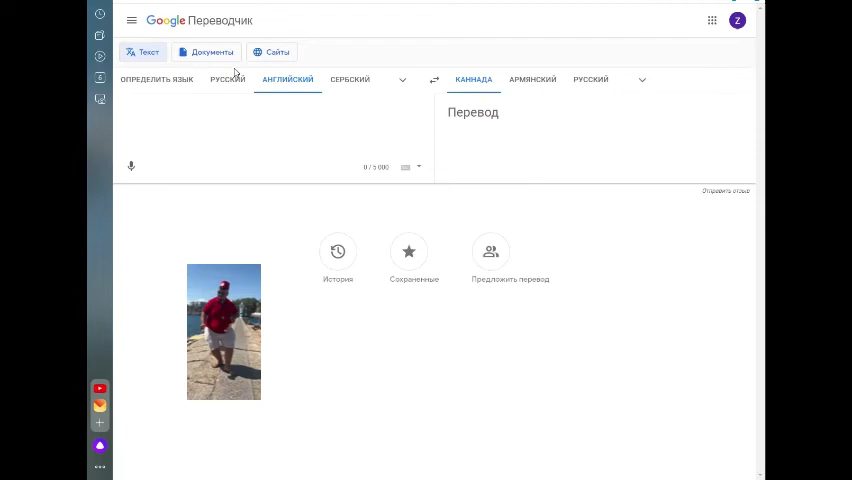 Google Переводчик
Z
Текст
Документы
Сайты
ОПРЕДЕЛИТЬ ЯЗЫК
РУССКИЙ
АНГЛИЙСКИЙ
СЕРБСКИЙ
КАННАДА
АРМЯНСКИЙ
РУССКИЙ
Перевод
0 / 5 000
Отправить отзыв
История
Сохраненные
Предложить перевод